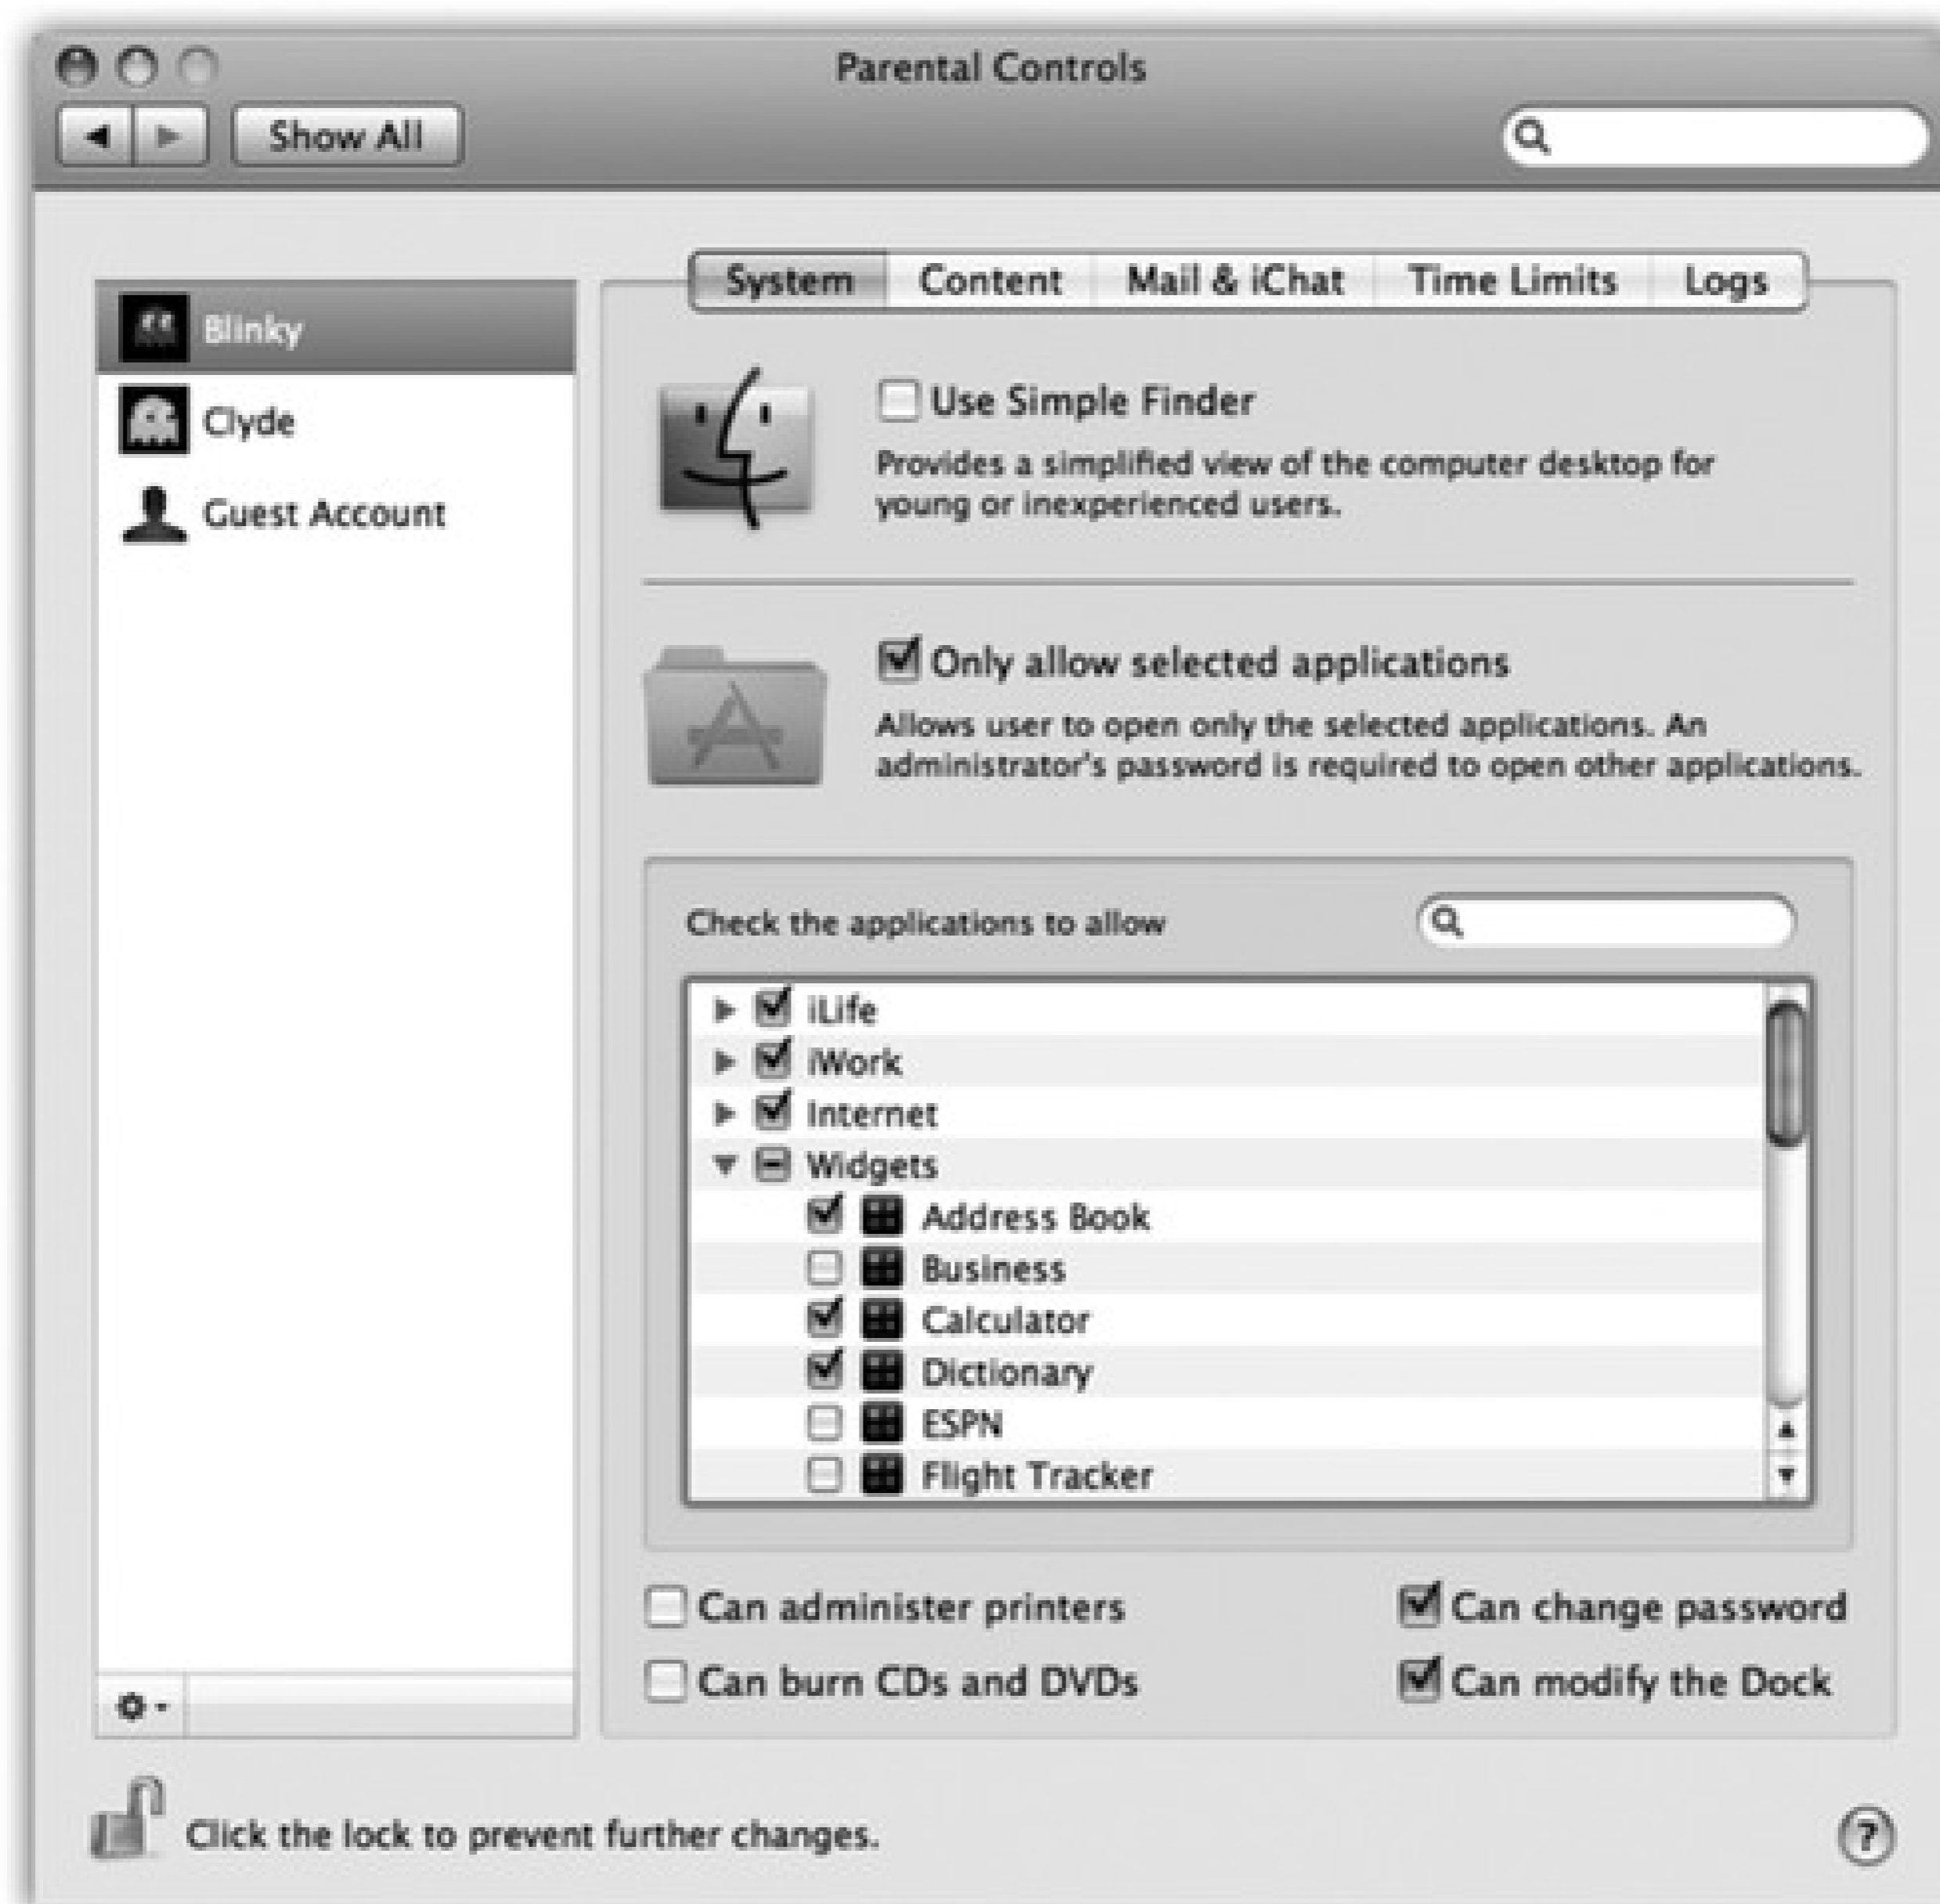 Parental Controls
Show All
Blinky
Clyde
Guest Account
System Content Mail & iChat Time Limits Logs
Use Simple Finder
Provides a simplified view of the computer desktop for
young or inexperienced users.
Only allow selected applications
Allows user to open only the selected applications. An
administrator's password is required to open other applications.
Check the applications to allow
iLife
iWork
Internet
Widgets
Address Book
Business
Calculator
Dictionary
ESPN
Flight Tracker
Can administer printers
Can change password
Can burn CDs and DVDs
Can modify the Dock
Click the lock to prevent further changes.
?